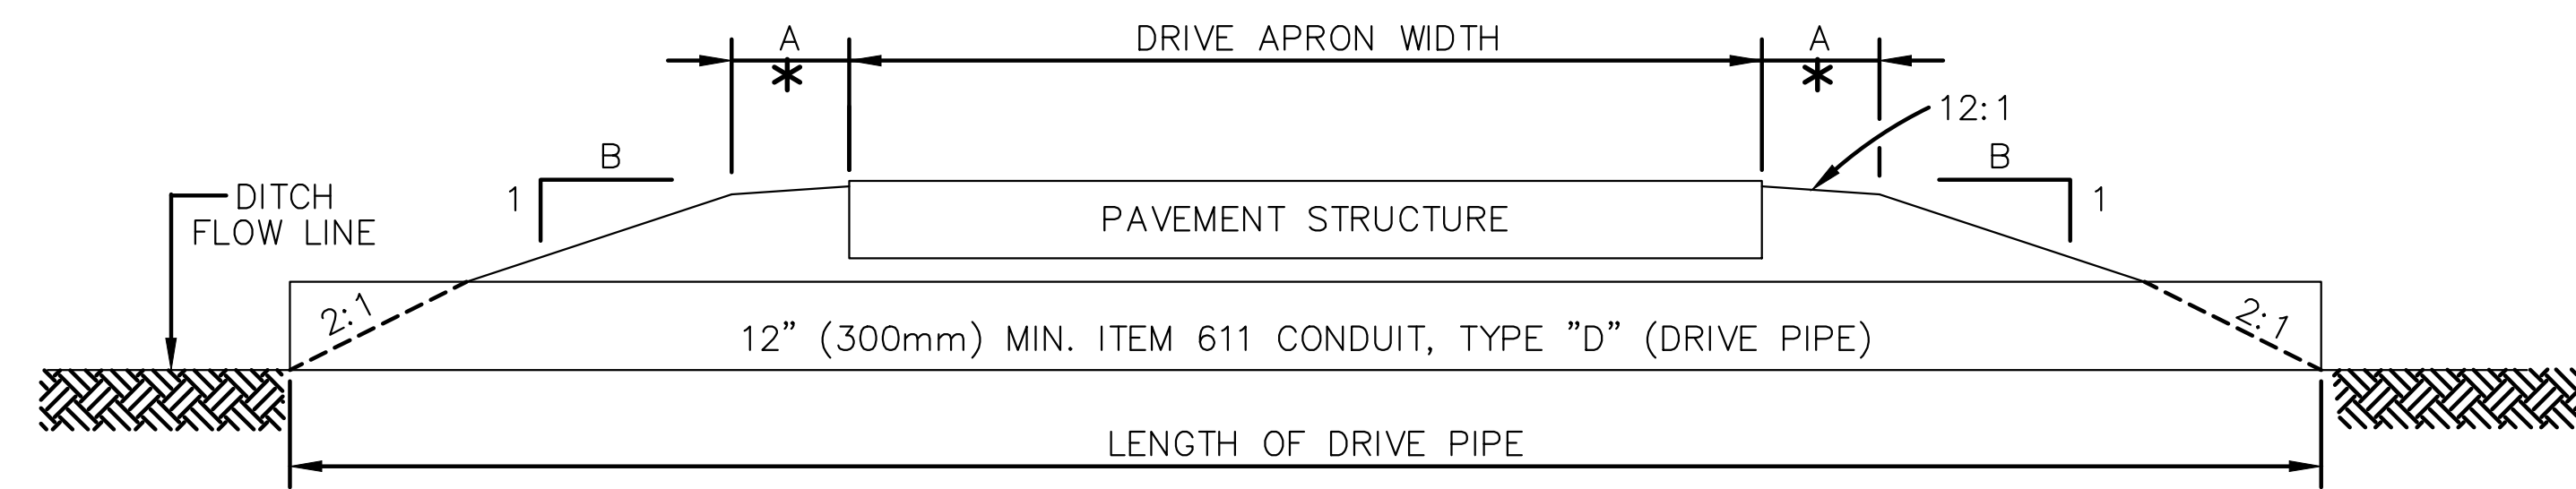 A
DRIVE APRON WIDTH
A
*
*
12:1
B
B
1
1
DITCH
FLOW LINE
PAVEMENT STRUCTURE
2:1
2:1
12" (300mm) MIN. ITEM 611 CONDUIT, TYPE "D" (DRIVE PIPE)
LENGTH OF DRIVE PIPE